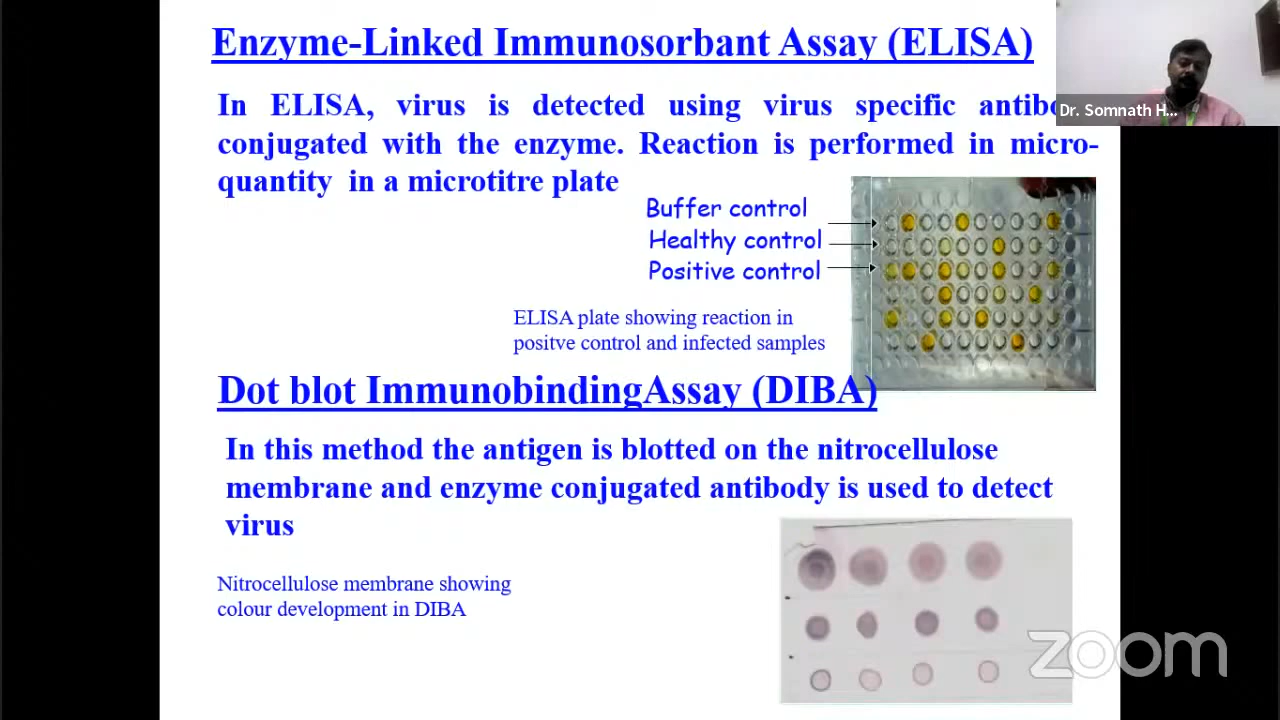 Enzyme-Linked Immunosorbant Assay (ELISA)
In ELISA, virus is detected using virus specific antibo
Dr. Somnath H...
conjugated with the enzyme. Reaction is performed in micro-
quantity in a microtitre plate
Buffer control
Healthy control
Positive control
ELISA plate showing reaction in
positve control and infected samples
Dot blot ImmunobindingAssay (DIBA)
In this method the antigen is blotted on the nitrocellulose
membrane and enzyme conjugated antibody is used to detect
virus
Nitrocellulose membrane showing
colour development in DIBA
zoom